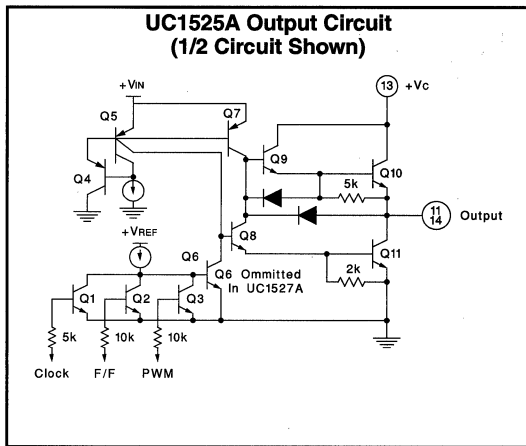 UC1525A Output Circuit
(1/2 Circuit Shown)
+VIN
13 +VC
Q5
Q7
Q9
Q10
Q4
5k
11
14
Output
+VREF
Q8
Q6
Q11
Q6 Ommitted
In UC1527A
2k
Q1
Q2
Q3
5k
10k
10k
Clock
F/F
PWM